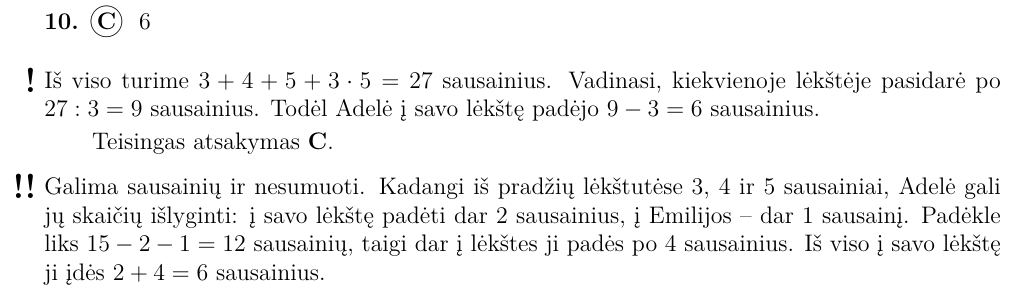 10. C 6
! Iš viso turime 3 + 4 + 5 + 3 · 5 = 27 sausainius. Vadinasi, kiekvienoje lėkštėje pasidarė po
27 : 3 = 9 sausainius. Todėl Adelė į savo lėkštę padėjo 9 − 3 = 6 sausainius.
Teisingas atsakymas C.
!! Galima sausainių ir nesumuoti. Kadangi iš pradžių lėkštutėse 3, 4 ir 5 sausainiai, Adelė gali
jų skaičių išlyginti: į savo lėkštę padėti dar 2 sausainius, į Emilijos – dar 1 sausainį. Padėkle
liks 15 − 2 − 1 = 12 sausainių, taigi dar į lėkštes ji padės po 4 sausainius. Iš viso į savo lėkštę
ji įdės 2 + 4 = 6 sausainius.